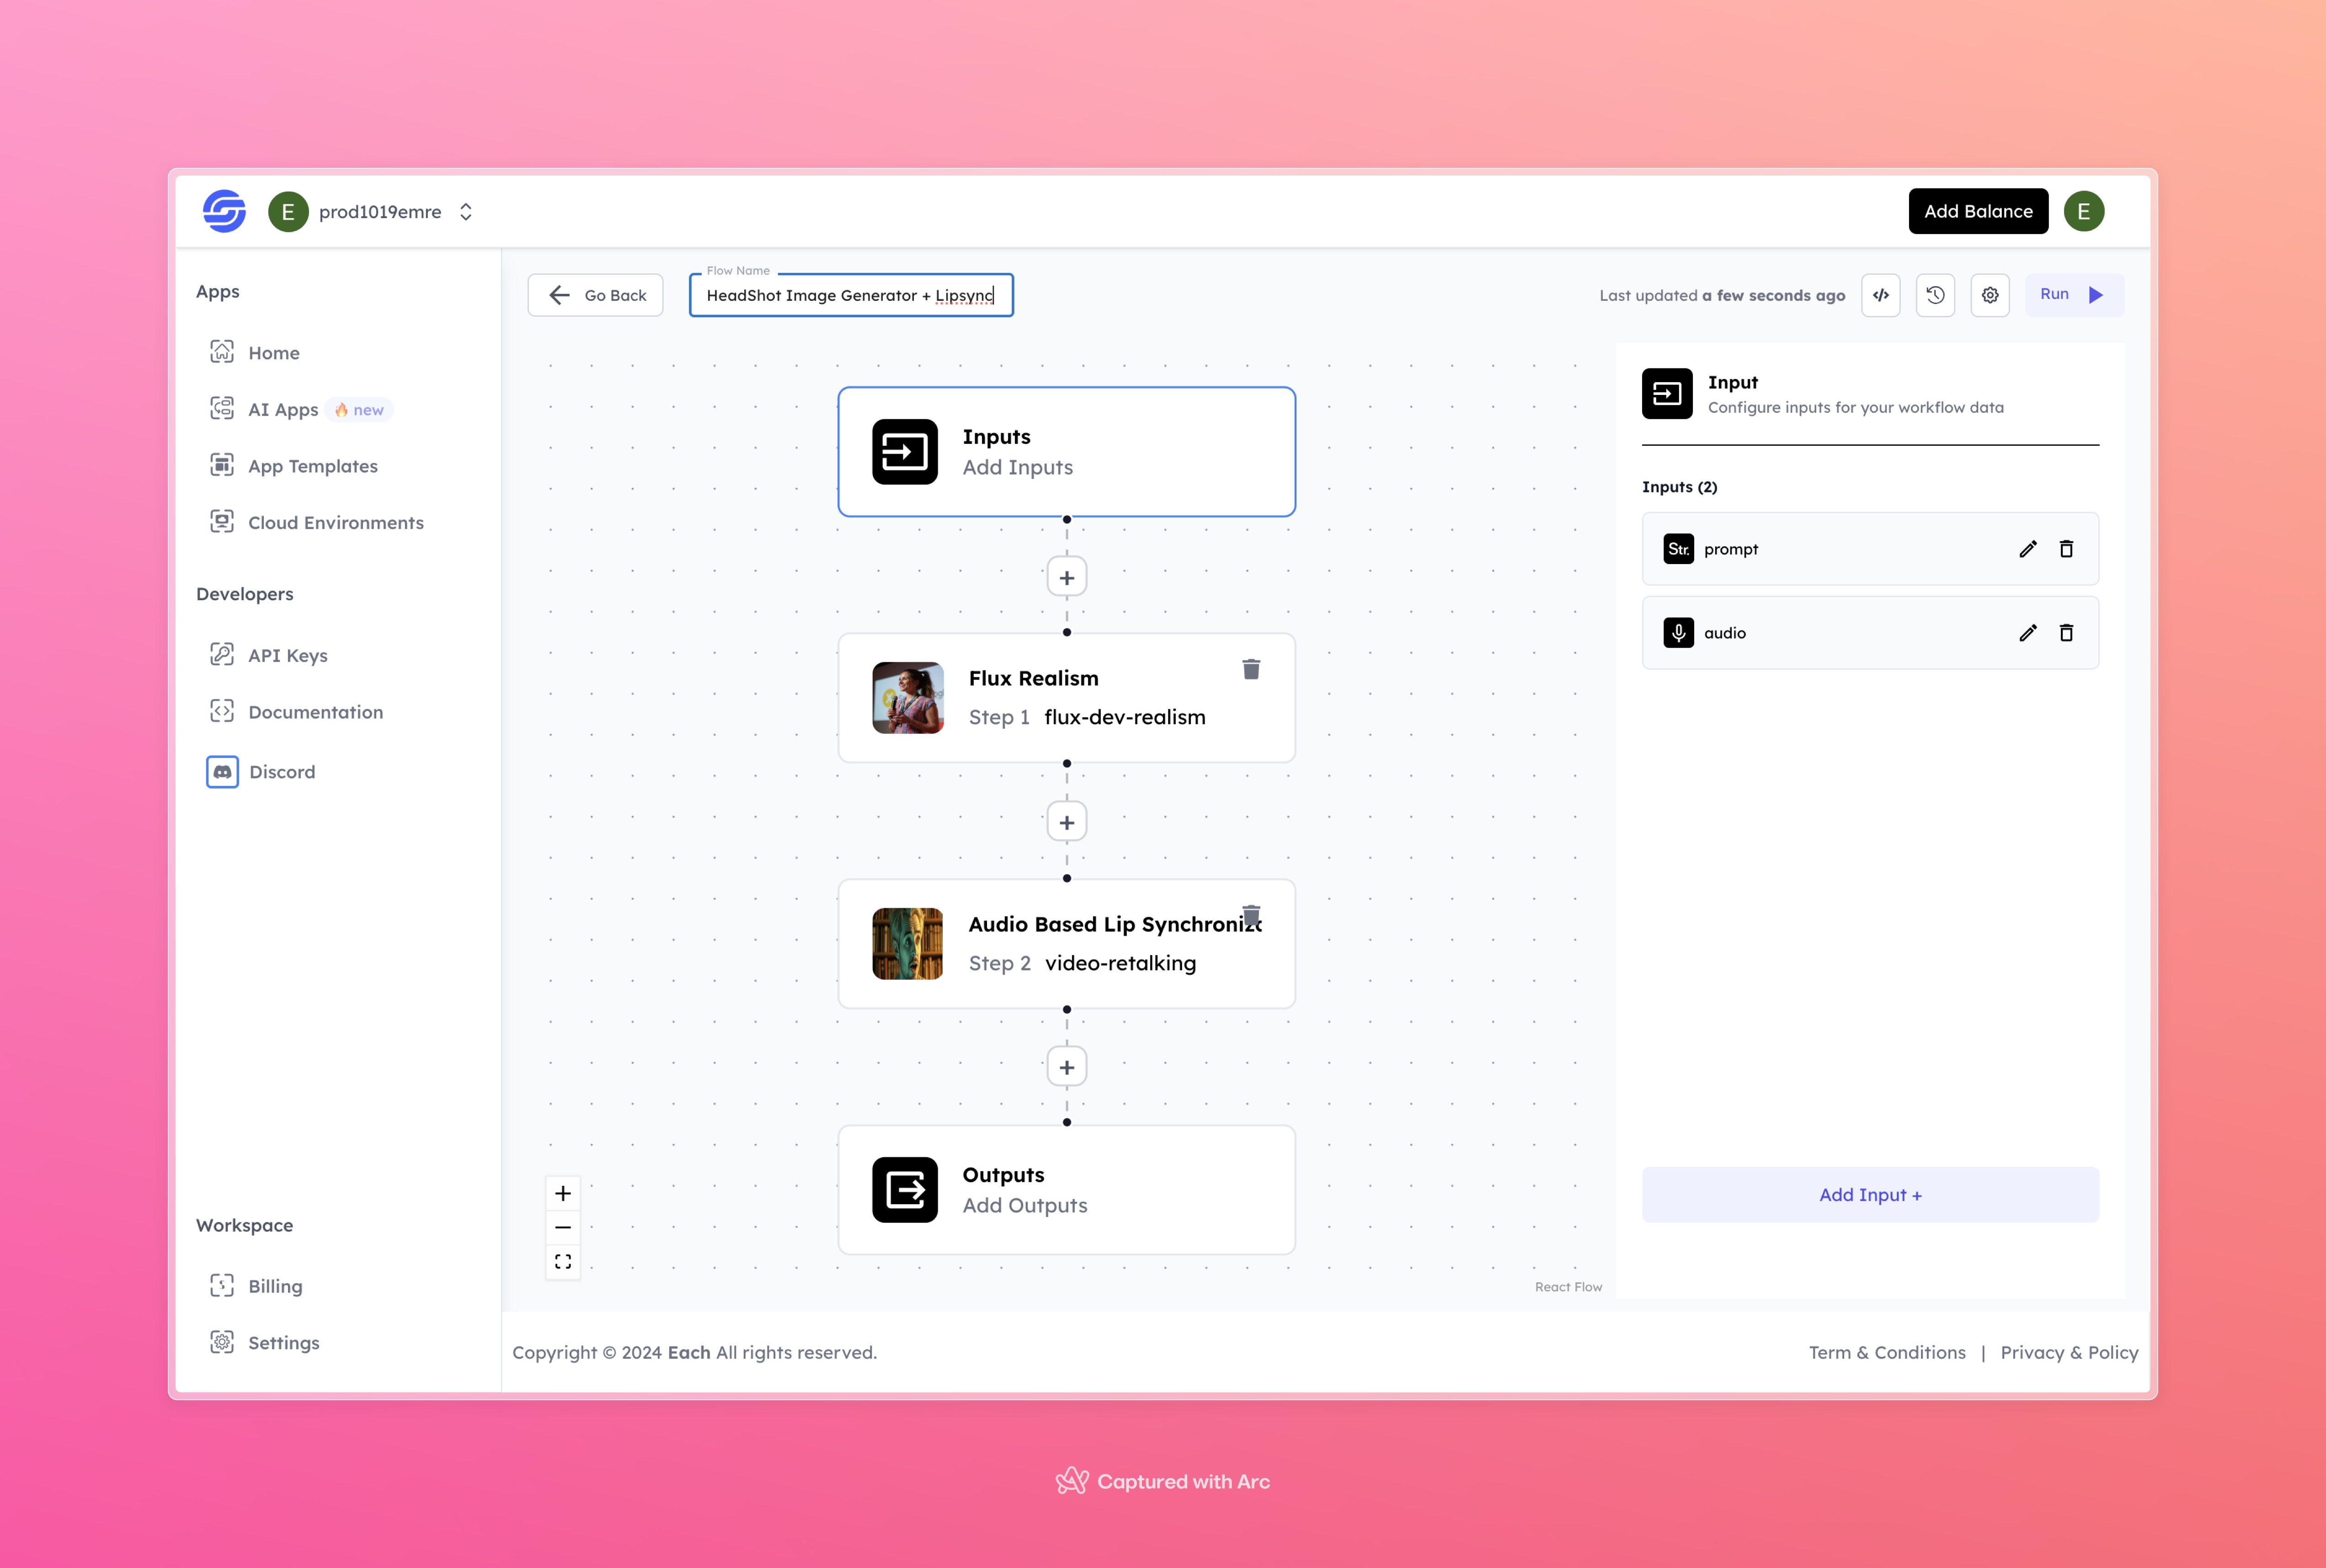 E
prod1019emre
Add Balance
E
Apps
Home
AI Apps 🔥 new
App Templates
Cloud Environments
Developers
API Keys
Documentation
Discord
Workspace
Billing
Settings
Go Back
Flow Name
HeadShot Image Generator + Lipsync
Last updated a few seconds ago
Run
Inputs
Add Inputs
Flux Realism
Step 1 flux-dev-realism
Audio Based Lip Synchroniz
Step 2 video-retalking
Outputs
Add Outputs
React Flow
Input
Configure inputs for your workflow data
Inputs (2)
Str. prompt
audio
Add Input +
Copyright © 2024 Each All rights reserved.
Term & Conditions | Privacy & Policy
Captured with Arc